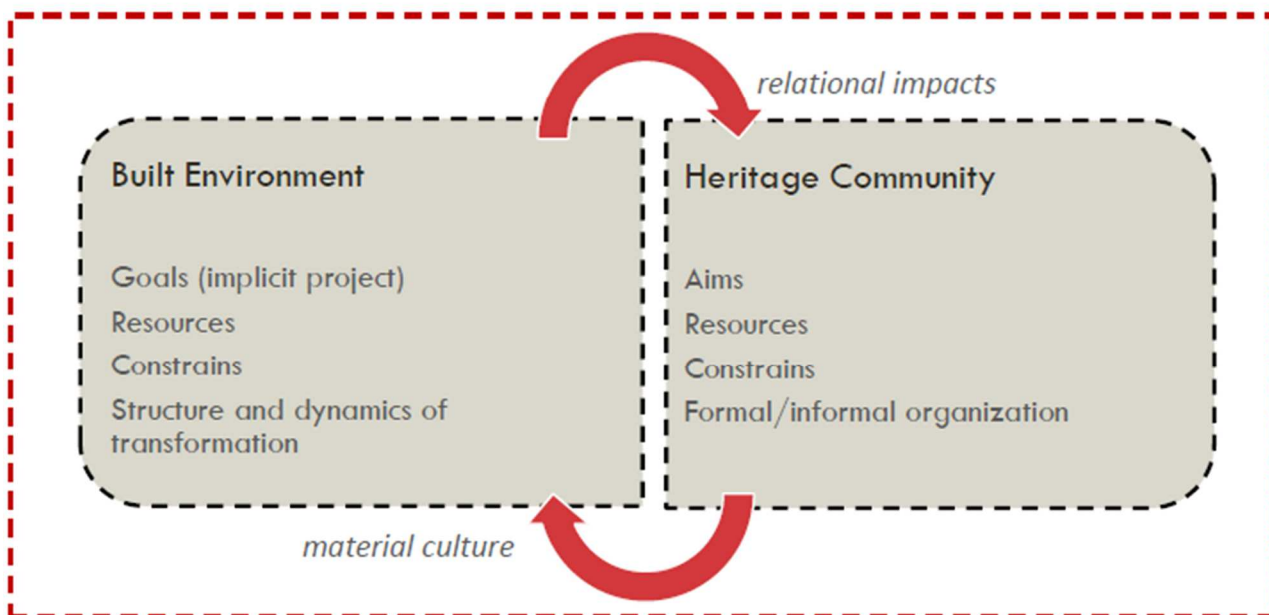 relational impacts
Built Environment
Goals (implicit project)
Resources
Constrains
Structure and dynamics of
transformation
Heritage Community
Aims
Resources
Constrains
Formal/informal organization
material culture